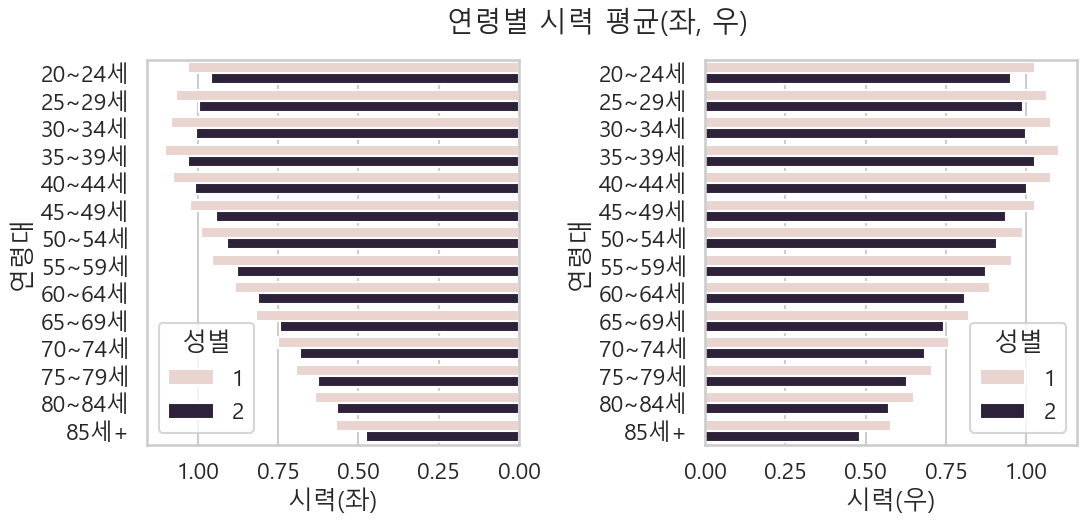 연령별 시력 평균(좌, 우)
연령대
20~24세
25~29세
30~34세
35~39세
40~44세
45~49세
50~54세
55~59세
60~64세
65~69세
70~74세
75~79세
80~84세
85세+
성별
1
2
1.00 0.75 0.50 0.25 0.00
시력(좌)
연령대
20~24세
25~29세
30~34세
35~39세
40~44세
45~49세
50~54세
55~59세
60~64세
65~69세
70~74세
75~79세
80~84세
85세+
성별
1
2
0.00 0.25 0.50 0.75 1.00
시력(우)